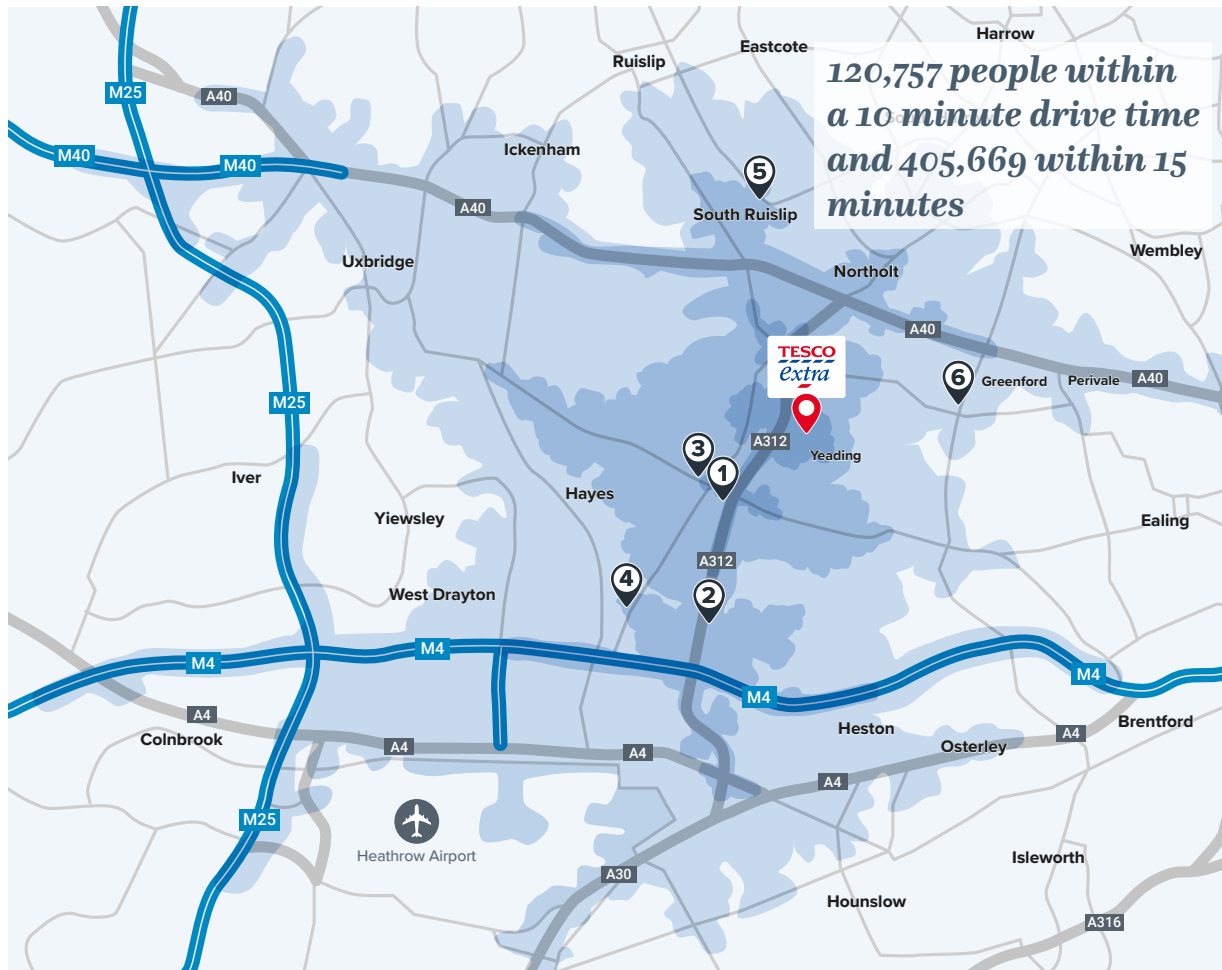 Harrow
Eastcote
Ruislip
120,757 people within
a 10 minute drive time
and 405,669 within 15
minutes
M25
A40
M40
M40
Ickenham
5
A40
South Ruislip
Wembley
Uxbridge
Northolt
A40
TESCO
extra
6
Greenford
Perivale
A40
M25
A312
3
Yeading
1
Iver
Hayes
Yiewsley
Ealing
A312
4
2
West Drayton
M4
M4
M4
M4
A4
Colnbrook
A4
A4
Heston
Osterley
A4
Brentford
A4
M25
Heathrow Airport
A30
Isleworth
Hounslow
A316